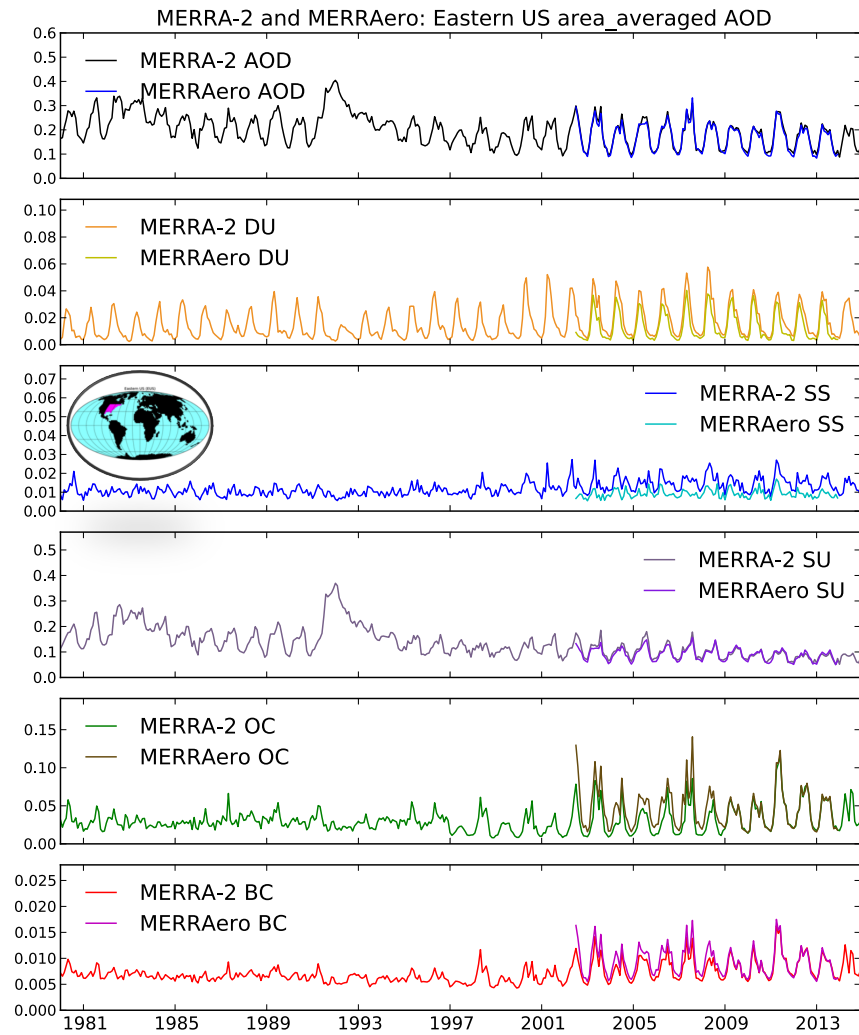 MERRA-2 and MERRAero: Eastern US area_averaged AOD
0.6
0.5
0.4
0.3
0.2
0.1
0.0
MERRA-2 AOD
MERRAero AOD
0.10
0.08
0.06
0.04
0.02
0.00
MERRA-2 DU
MERRAero DU
0.07
0.06
0.05
0.04
0.03
0.02
0.01
0.00
Eastern US (EUS)
MERRA-2 SS
MERRAero SS
0.5
0.4
0.3
0.2
0.1
0.0
MERRA-2 SU
MERRAero SU
0.15
0.10
0.05
0.00
MERRA-2 OC
MERRAero OC
0.025
0.020
0.015
0.010
0.005
0.000
MERRA-2 BC
MERRAero BC
1981 1985 1989 1993 1997 2001 2005 2009 2013